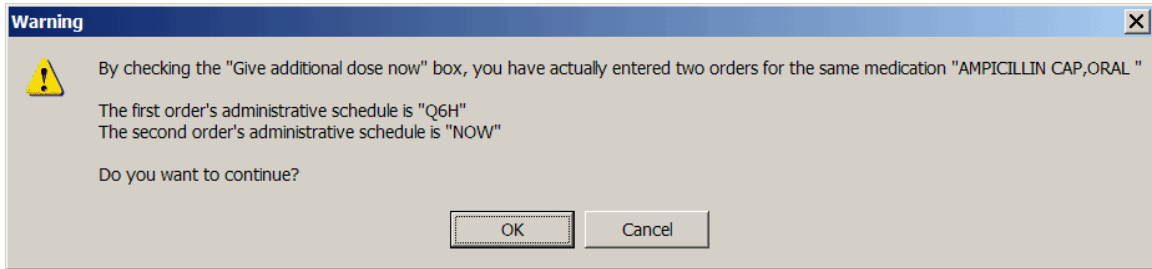 Warning
By checking the "Give additional dose now" box, you have actually entered two orders for the same medication "AMPICILLIN CAP,ORAL "
The first order's administrative schedule is "Q6H"
The second order's administrative schedule is "NOW"
Do you want to continue?
OK Cancel